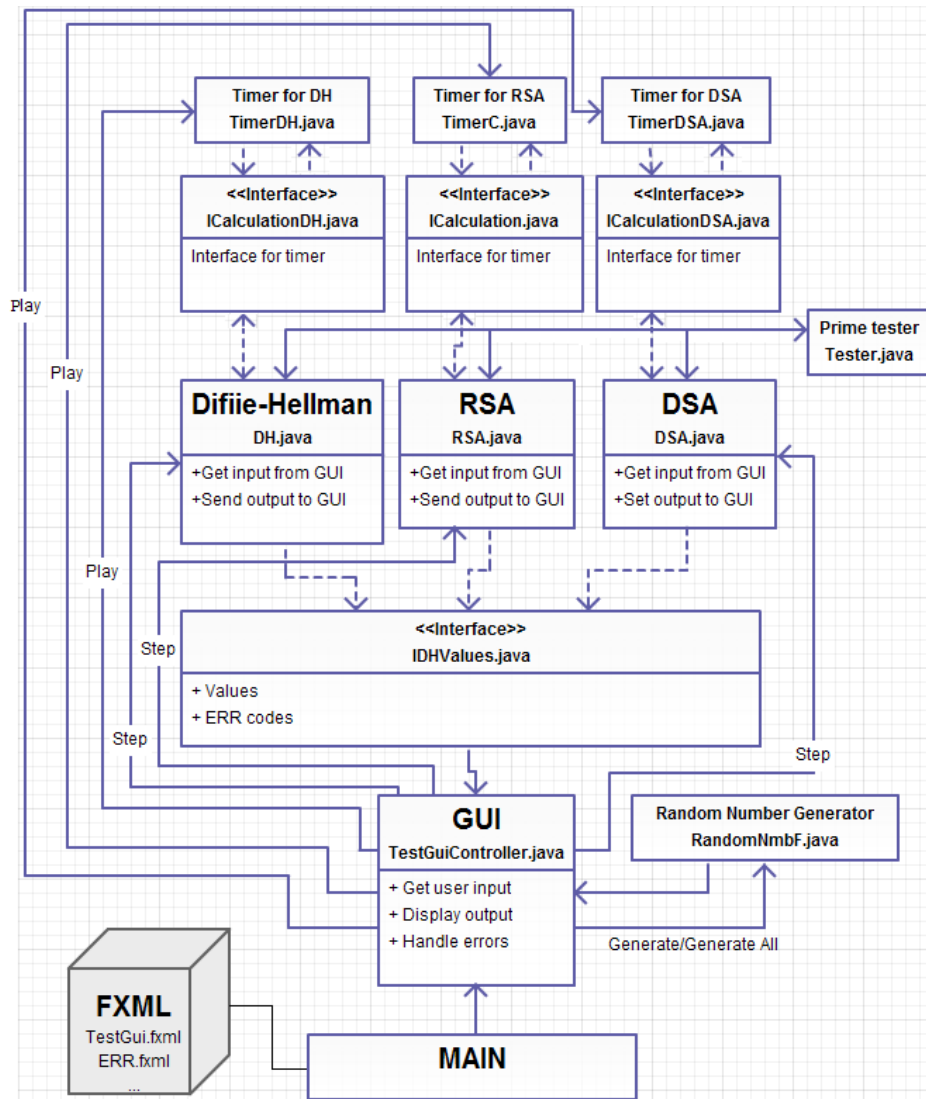 Timer for DH
TimerDH.java
Timer for RSA
TimerC.java
Timer for DSA
TimerDSA.java
<<Interface>>
ICalculationDH.java
Interface for timer
<<Interface>>
ICalculation.java
Interface for timer
<<Interface>>
ICalculationDSA.java
Interface for timer
Play
Play
Play
Prime tester
Tester.java
Difiie-Hellman
DH.java
+Get input from GUI
+Send output to GUI
RSA
RSA.java
+Get input from GUI
+Send output to GUI
DSA
DSA.java
+Get input from GUI
+Set output to GUI
<<Interface>>
IDHValues.java
+ Values
+ ERR codes
Step
Step
Step
GUI
TestGuiController.java
+ Get user input
+ Display output
+ Handle errors
Random Number Generator
RandomNmbF.java
Generate/Generate All
FXML
TestGui.fxml
ERR.fxml
...
MAIN